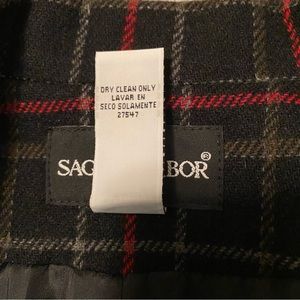 DRY CLEAN ONLY
LAVAR EN
SECO SOLAMENTE
27547
SAG BOR®